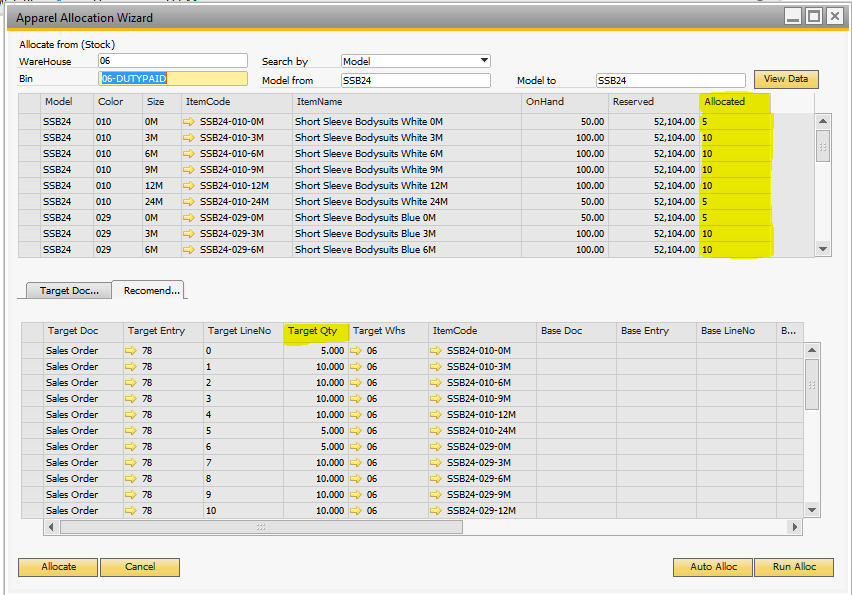 Apparel Allocation Wizard
Allocate from (Stock)
WareHouse 06 Search by Model
Bin 06-DUTYPAID Model from SSB24 Model to SSB24 View Data
Model Color Size ItemCode ItemName OnHand Reserved Allocated
SSB24 010 0M SSB24-010-0M Short Sleeve Bodysuits White 0M 50.00 52,104.00 5
SSB24 010 3M SSB24-010-3M Short Sleeve Bodysuits White 3M 100.00 52,104.00 10
SSB24 010 6M SSB24-010-6M Short Sleeve Bodysuits White 6M 100.00 52,104.00 10
SSB24 010 9M SSB24-010-9M Short Sleeve Bodysuits White 9M 100.00 52,104.00 10
SSB24 010 12M SSB24-010-12M Short Sleeve Bodysuits White 12M 100.00 52,104.00 10
SSB24 010 24M SSB24-010-24M Short Sleeve Bodysuits White 24M 50.00 52,104.00 5
SSB24 029 0M SSB24-029-0M Short Sleeve Bodysuits Blue 0M 50.00 52,104.00 5
SSB24 029 3M SSB24-029-3M Short Sleeve Bodysuits Blue 3M 100.00 52,104.00 10
SSB24 029 6M SSB24-029-6M Short Sleeve Bodysuits Blue 6M 100.00 52,104.00 10
Target Doc... Recomend...
Target Doc Target Entry Target LineNo Target Qty Target Whs ItemCode Base Doc Base Entry Base LineNo B...
Sales Order 78 0 5.000 06 SSB24-010-0M
Sales Order 78 1 10.000 06 SSB24-010-3M
Sales Order 78 2 10.000 06 SSB24-010-6M
Sales Order 78 3 10.000 06 SSB24-010-9M
Sales Order 78 4 10.000 06 SSB24-010-12M
Sales Order 78 5 5.000 06 SSB24-010-24M
Sales Order 78 6 5.000 06 SSB24-029-0M
Sales Order 78 7 10.000 06 SSB24-029-3M
Sales Order 78 8 10.000 06 SSB24-029-6M
Sales Order 78 9 10.000 06 SSB24-029-9M
Sales Order 78 10 10.000 06 SSB24-029-12M
Allocate Cancel Auto Alloc Run Alloc